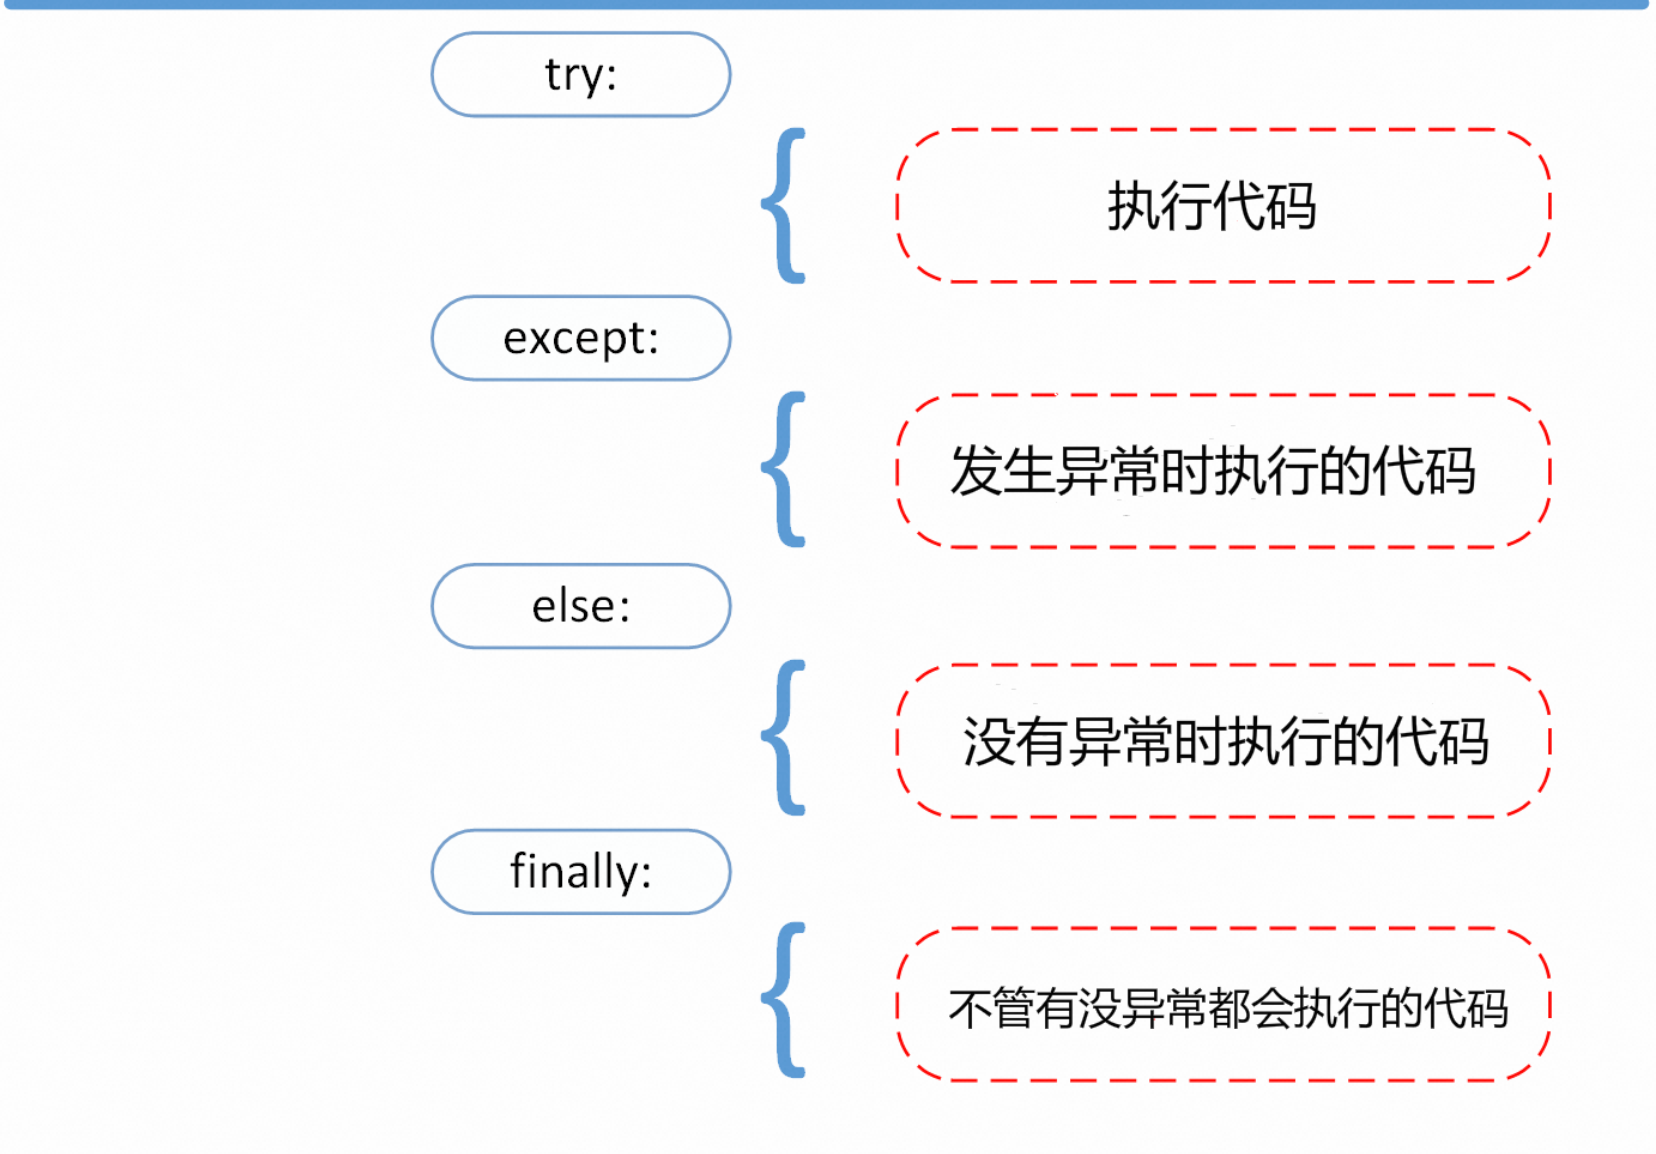 try:
执行代码
except:
发生异常时执行的代码
else:
没有异常时执行的代码
finally:
不管有没异常都会执行的代码